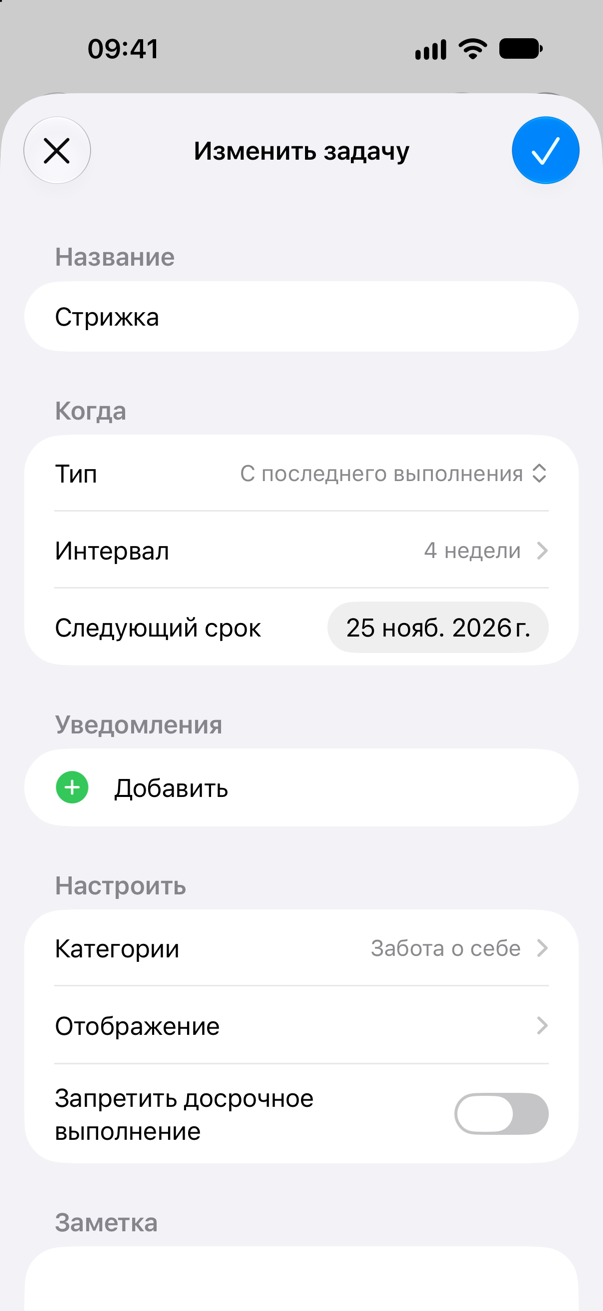 09:41
Изменить задачу
Название
Стрижка
Когда
Тип С последнего выполнения
Интервал 4 недели
Следующий срок 25 нояб. 2026 г.
Уведомления
Добавить
Настроить
Категории Забота о себе
Отображение
Запретить досрочное
выполнение
Заметка